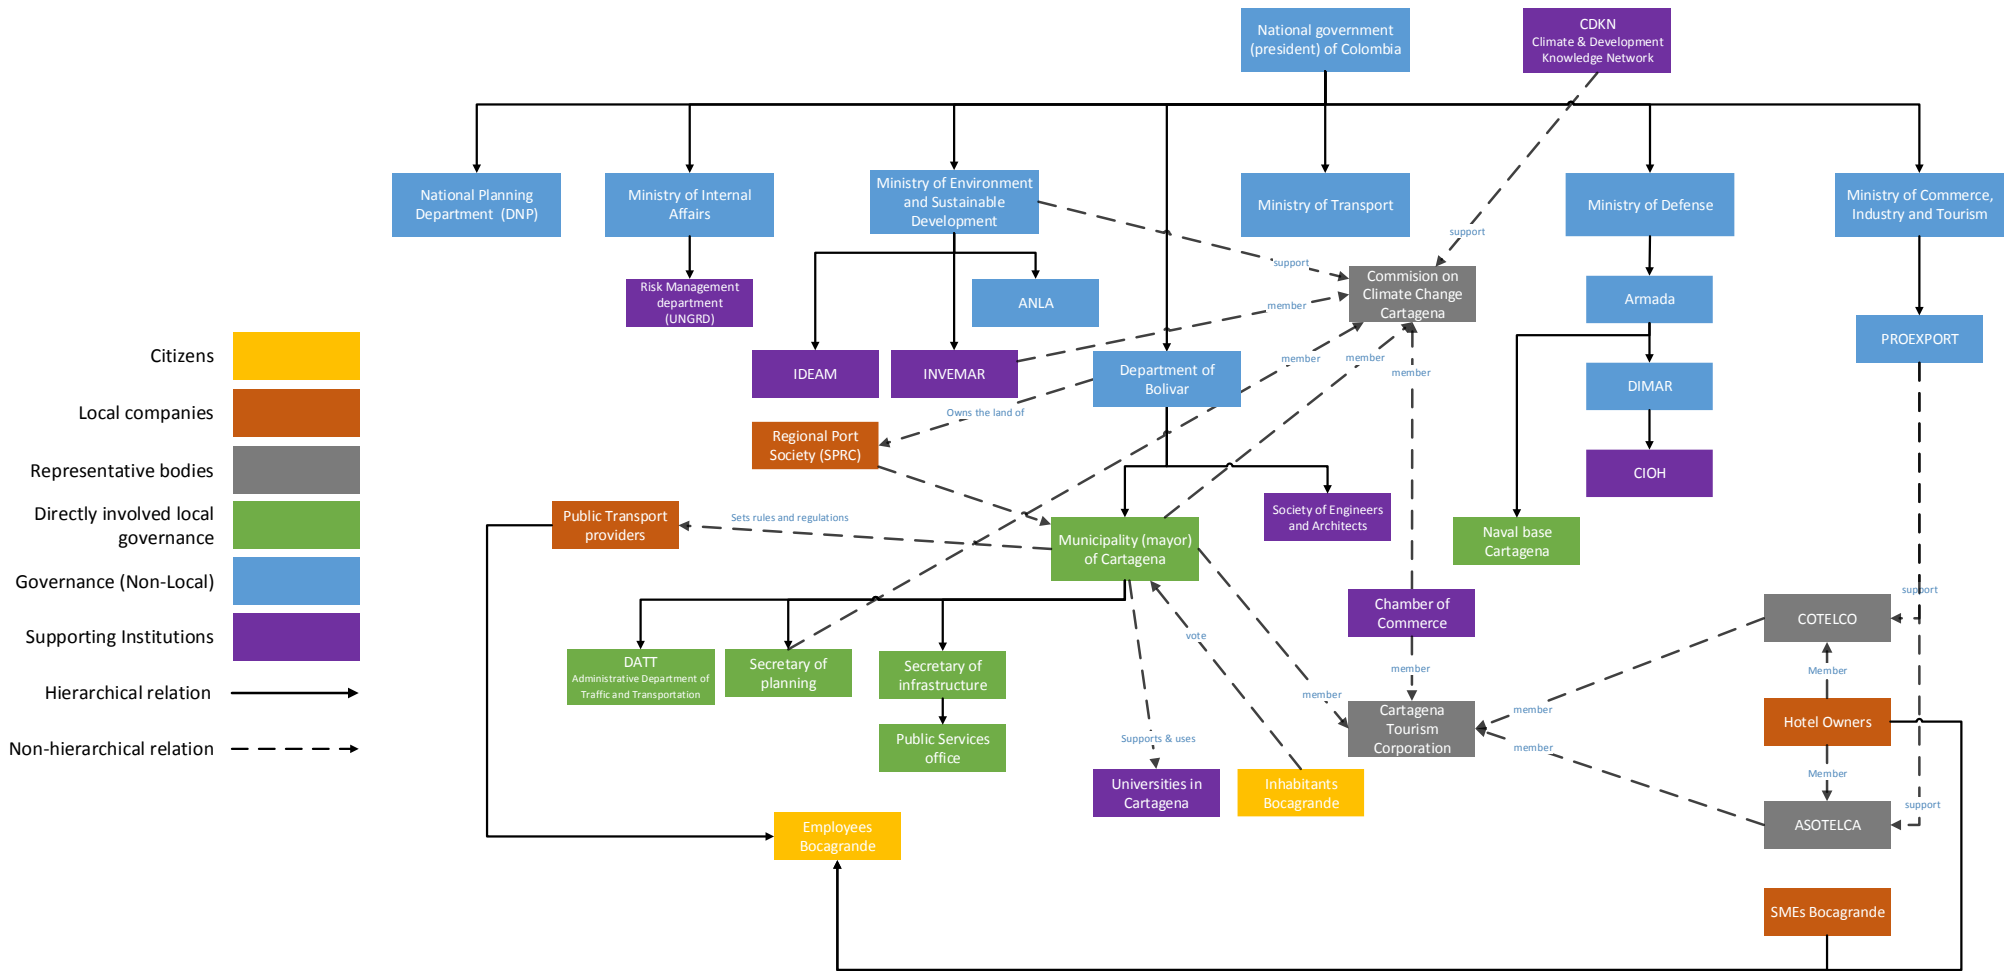 National government
(president) of Colombia
CDKN
Climate & Development
Knowledge Network
National Planning
Department (DNP)
Ministry of Internal
Affairs
Ministry of Environment
and Sustainable
Development
Ministry of Transport
Ministry of Defense
Ministry of Commerce,
Industry and Tourism
support
support
Risk Management
department
(UNGRD)
ANLA
Commision on
Climate Change
Cartagena
Armada
member
PROEXPORT
Citizens
IDEAM
INVEMAR
Department of
Bolivar
member
member
member
DIMAR
Local companies
Owns the land of
Regional Port
Society (SPRC)
CIOH
Representative bodies
Society of Engineers
and Architects
Directly involved local
governance
Public Transport
providers
Sets rules and regulations
Municipality (mayor)
of Cartagena
Naval base
Cartagena
Governance (Non-Local)
Chamber of
Commerce
support
COTELCO
Supporting Institutions
vote
DATT
Administrative Department of
Traffic and Transportation
Secretary of
planning
Secretary of
infrastructure
member
Member
Hierarchical relation
member
member
Cartagena
Tourism
Corporation
Hotel Owners
Non-hierarchical relation
Public Services
office
Supports & uses
member
Member
Universities in
Cartagena
Inhabitants
Bocagrande
support
Employees
Bocagrande
ASOTELCA
SMEs Bocagrande